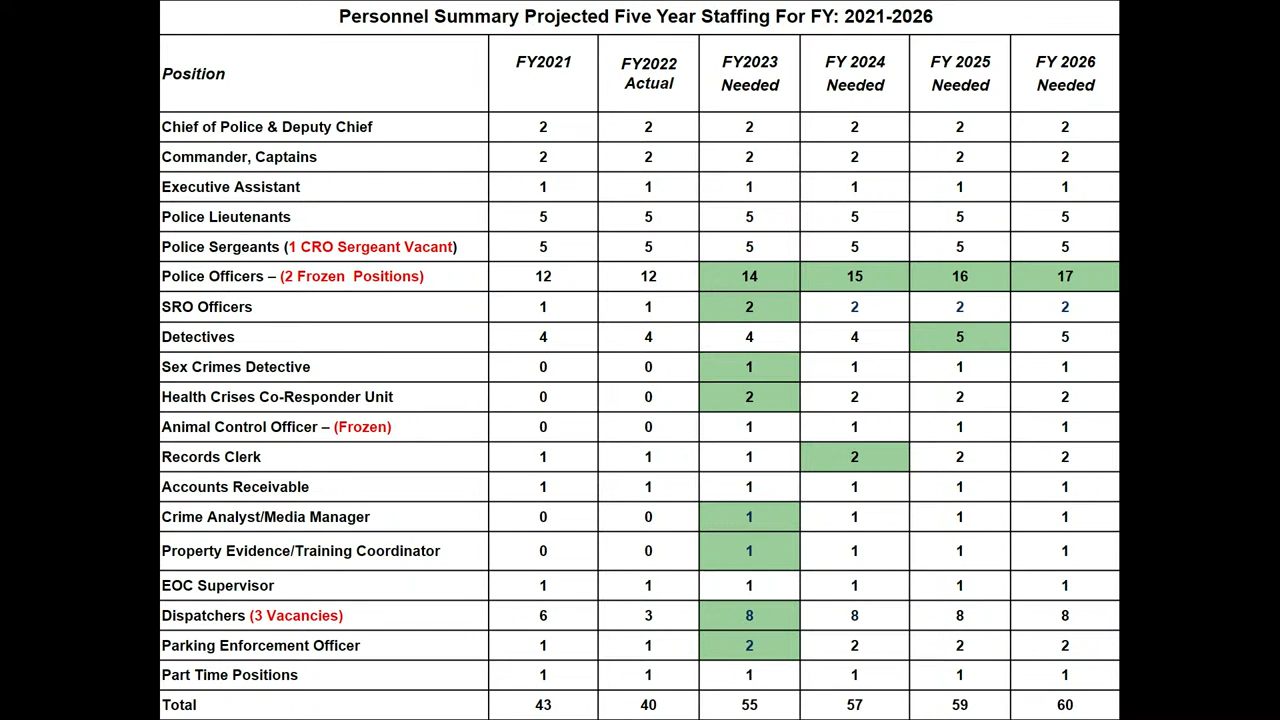 Personnel Summary Projected Five Year Staffing For FY: 2021-2026
Position FY2021 FY2022 Actual FY2023 Needed FY 2024 Needed FY 2025 Needed FY 2026 Needed
Chief of Police & Deputy Chief 2 2 2 2 2 2
Commander, Captains 2 2 2 2 2 2
Executive Assistant 1 1 1 1 1 1
Police Lieutenants 5 5 5 5 5 5
Police Sergeants (1 CRO Sergeant Vacant) 5 5 5 5 5 5
Police Officers – (2 Frozen Positions) 12 12 14 15 16 17
SRO Officers 1 1 2 2 2 2
Detectives 4 4 4 4 5 5
Sex Crimes Detective 0 0 1 1 1 1
Health Crises Co-Responder Unit 0 0 2 2 2 2
Animal Control Officer – (Frozen) 0 0 1 1 1 1
Records Clerk 1 1 1 2 2 2
Accounts Receivable 1 1 1 1 1 1
Crime Analyst/Media Manager 0 0 1 1 1 1
Property Evidence/Training Coordinator 0 0 1 1 1 1
EOC Supervisor 1 1 1 1 1 1
Dispatchers (3 Vacancies) 6 3 8 8 8 8
Parking Enforcement Officer 1 1 2 2 2 2
Part Time Positions 1 1 1 1 1 1
Total 43 40 55 57 59 60